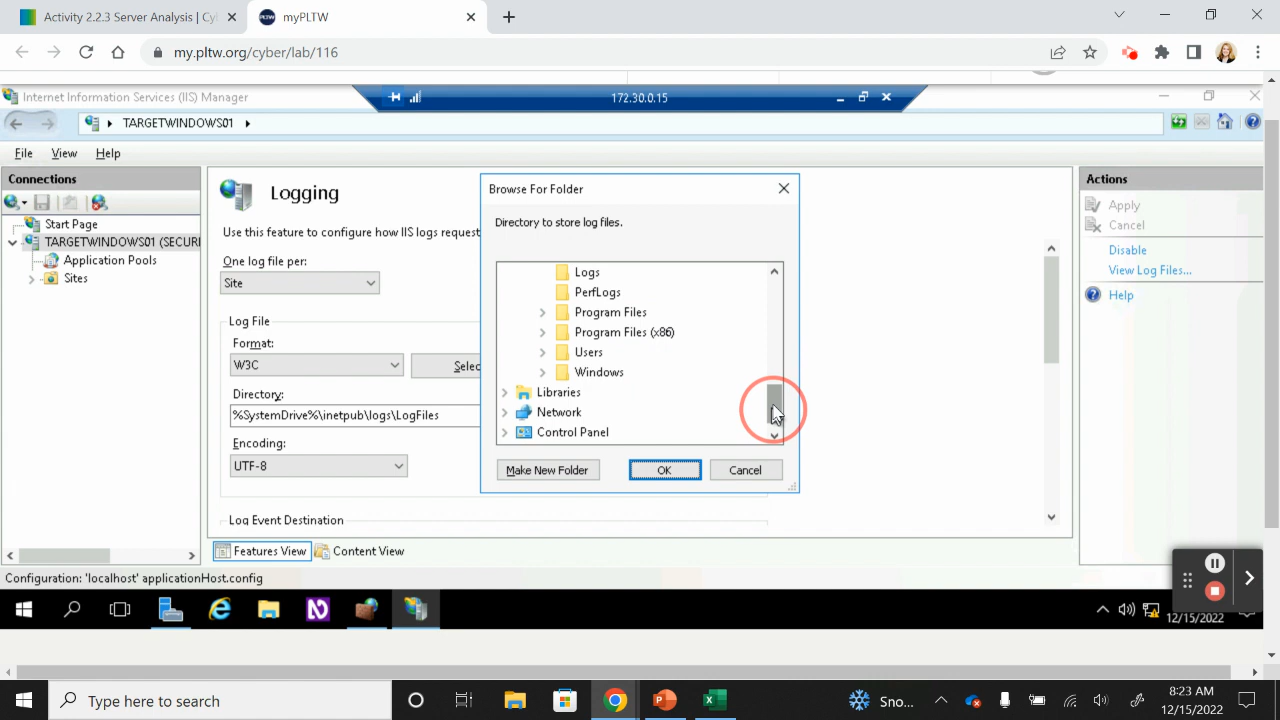 Activity 2.2.3 Server Analysis | Cyb
myPLTW
my.pltw.org/cyber/lab/116
Internet Information Services (IIS) Manager
172.30.0.15
TARGETWINDOWS01
File View Help
Connections
Start Page
TARGETWINDOWS01 (SECURI
Application Pools
Sites
Logging
Use this feature to configure how IIS logs request
One log file per:
Site
Log File
Format:
W3C
Selec
Directory:
%SystemDrive%\inetpub\logs\LogFiles
Encoding:
UTF-8
Log Event Destination
Features View
Content View
Browse For Folder
Directory to store log files.
Logs
PerfLogs
Program Files
Program Files (x86)
Users
Windows
Libraries
Network
Control Panel
Make New Folder
OK
Cancel
Actions
Apply
Cancel
Disable
View Log Files...
Help
Configuration: 'localhost' applicationHost.config
12/15/2022
Type here to search
Sno...
8:23 AM
12/15/2022